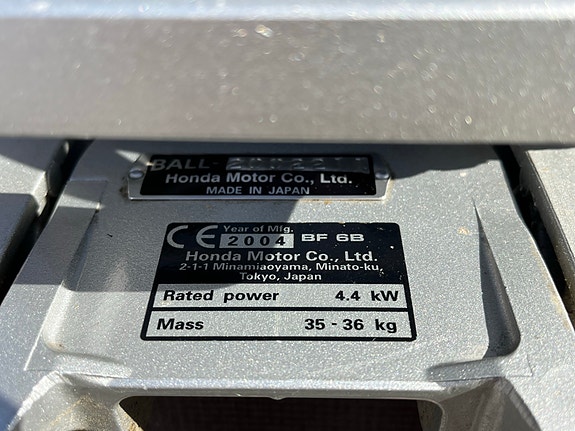 BALL-
Honda Motor Co., Ltd.
MADE IN JAPAN
CE Year of Mfg.
2004 BF 6B
Honda Motor Co., Ltd.
2-1-1 Minamiaoyama, Minato-ku,
Tokyo, Japan
Rated power 4.4 kW
Mass 35 - 36 kg